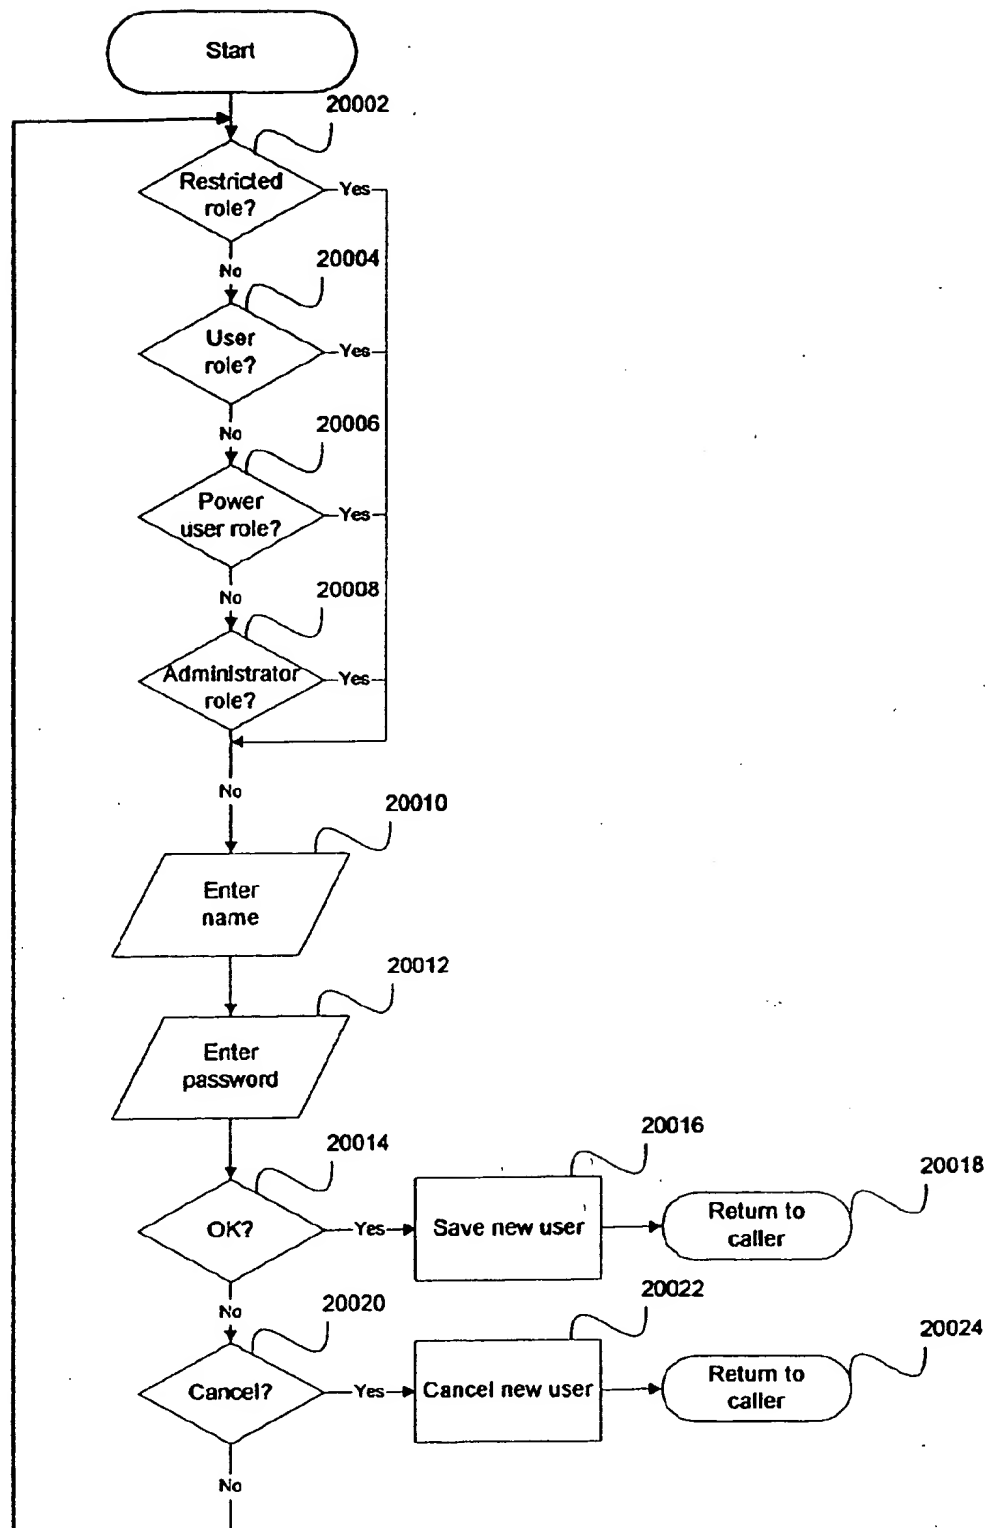 Start
20002
Restricted
role?
Yes
No
20004
User
role?
Yes
No
20006
Power
user role?
Yes
No
20008
Administrator
role?
Yes
No
20010
Enter
name
20012
Enter
password
20014
OK?
Yes
20016
Save new user
20018
Return to
caller
No
20020
Cancel?
Yes
20022
Cancel new user
20024
Return to
caller
No